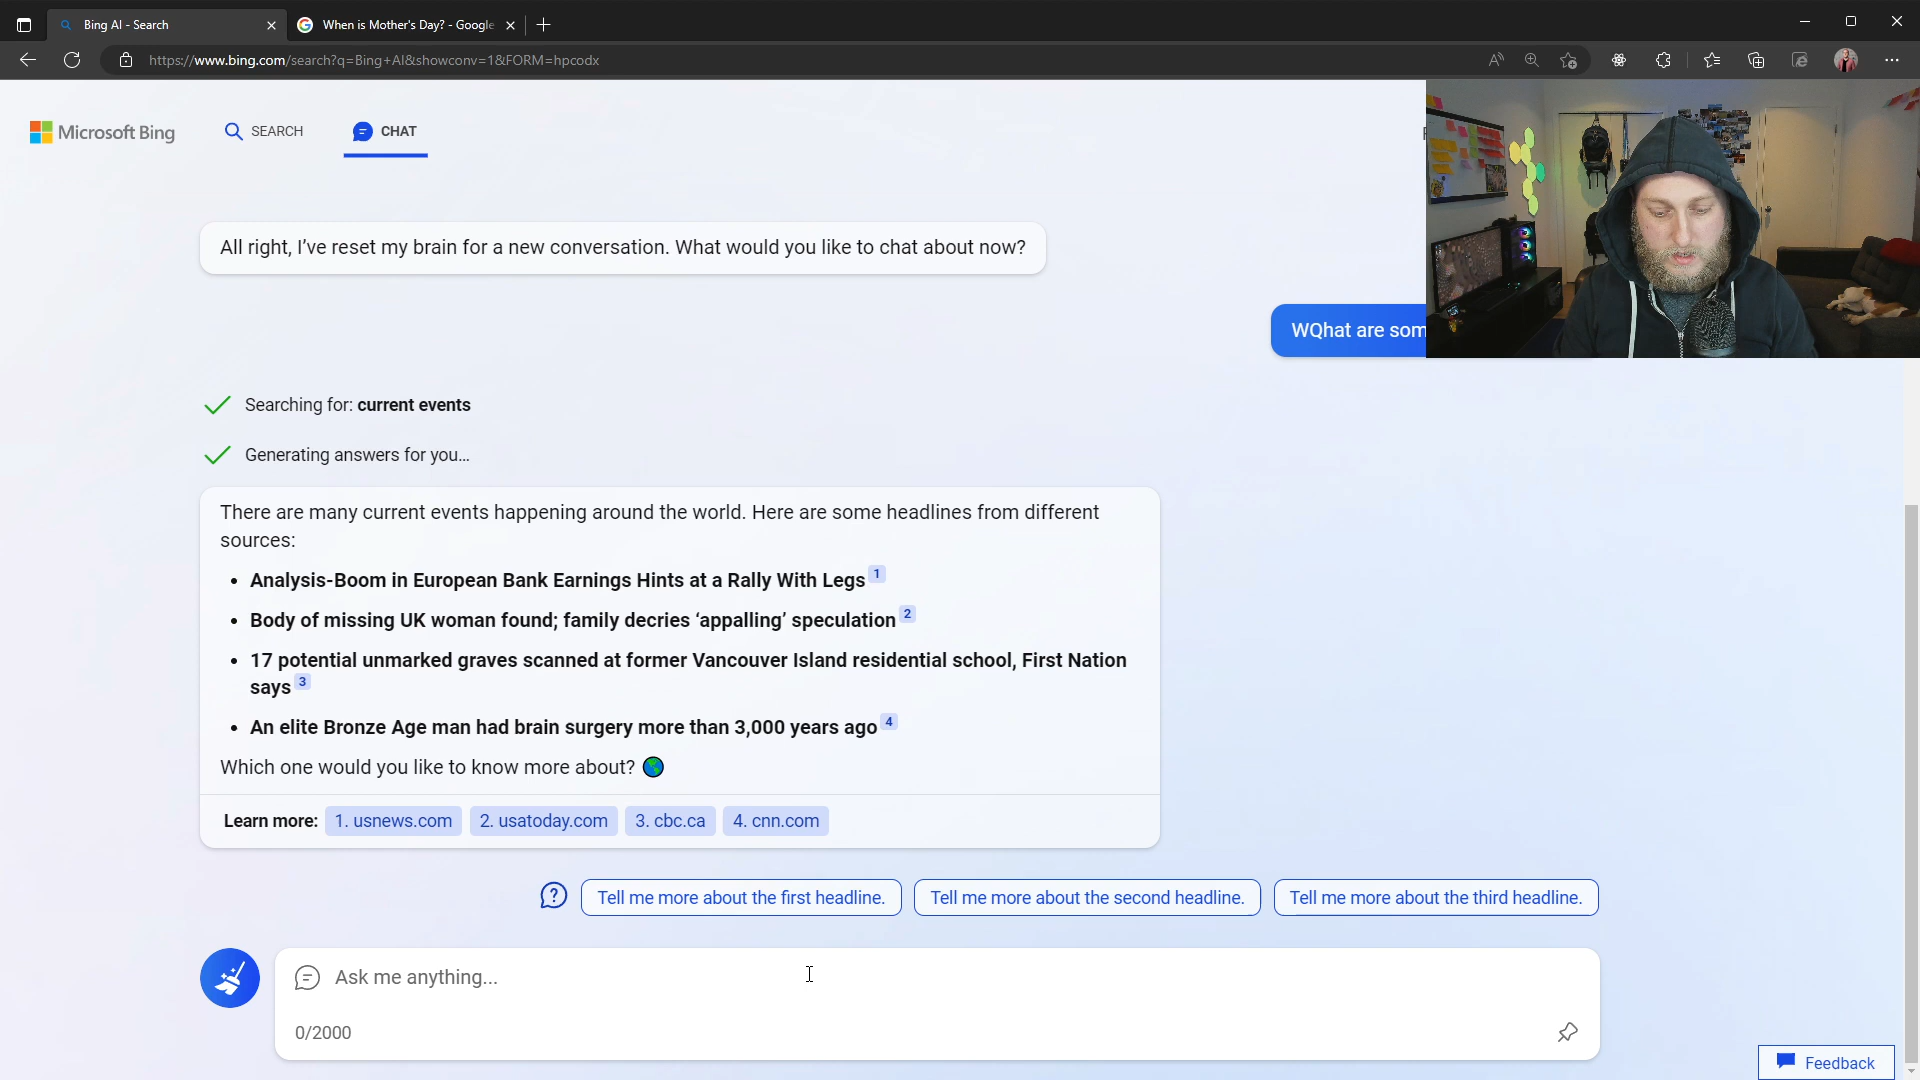 Bing AI - Search
When is Mother's Day? - Google
https://www.bing.com/search?q=Bing+AI&showconv=1&FORM=hpcodx
Microsoft Bing
SEARCH
CHAT
All right, I've reset my brain for a new conversation. What would you like to chat about now?
WQhat are som
Searching for: current events
Generating answers for you...
There are many current events happening around the world. Here are some headlines from different
sources:
• Analysis-Boom in European Bank Earnings Hints at a Rally With Legs 1
• Body of missing UK woman found; family decries ‘appalling’ speculation 2
• 17 potential unmarked graves scanned at former Vancouver Island residential school, First Nation
says 3
• An elite Bronze Age man had brain surgery more than 3,000 years ago 4
Which one would you like to know more about?
Learn more: 1. usnews.com 2. usatoday.com 3. cbc.ca 4. cnn.com
Tell me more about the first headline.
Tell me more about the second headline.
Tell me more about the third headline.
Ask me anything...
0/2000
Feedback